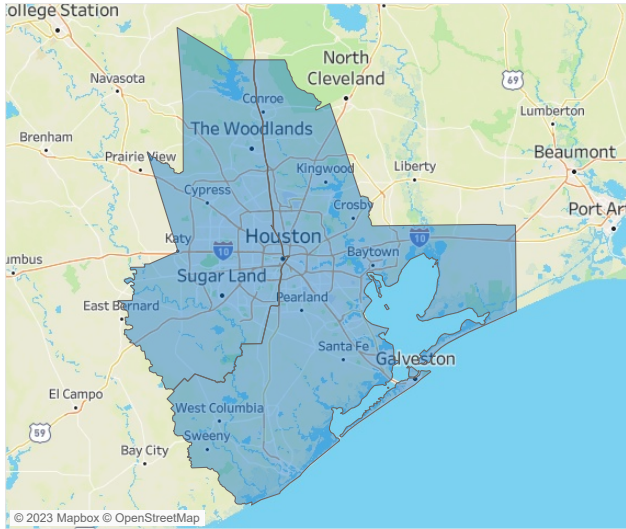 ollege Station
North
Cleveland
69
Navasota
Conroe
Lumberton
The Woodlands
Brenham
Prairie View
Beaumont
Kingwood
Liberty
Cypress
Crosby
Port Ar
Katy
10
Houston
10
umbus
Baytown
Sugar Land
East Bernard
Pearland
Santa Fe
Galveston
El Campo
West Columbia
59
Sweeny
Bay City
© 2023 Mapbox © OpenStreetMap